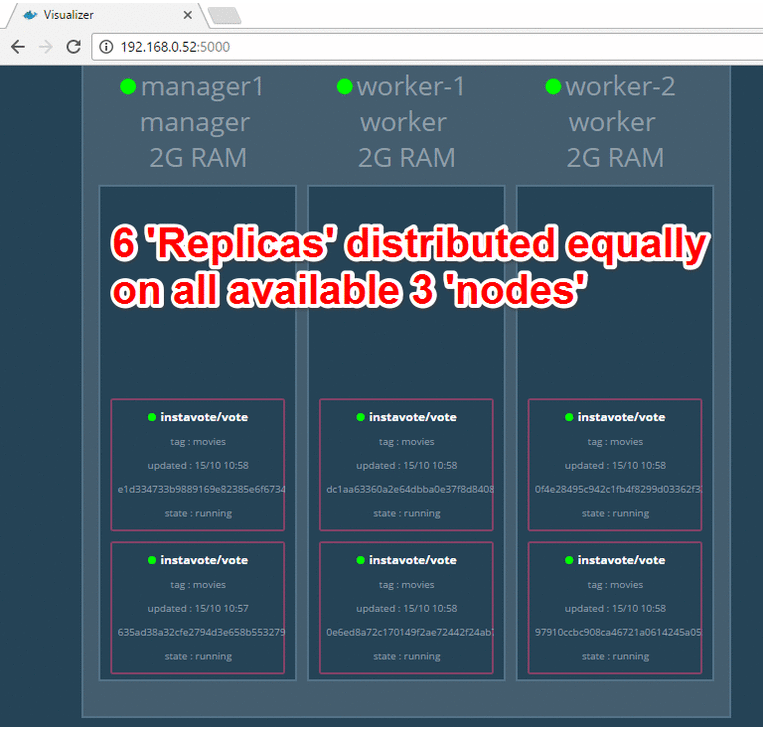 Visualizer
192.168.0.52:5000
manager1
manager
2G RAM
worker-1
worker
2G RAM
worker-2
worker
2G RAM
6 'Replicas' distributed equally
on all available 3 'nodes'
instavote/vote
tag : movies
updated : 15/10 10:58
e1d334733b9889169e82385e6f6734
state : running
instavote/vote
tag : movies
updated : 15/10 10:57
635ad38a32cfe2794d3e658b553279
state : running
instavote/vote
tag : movies
updated : 15/10 10:58
dc1aa63360a2e64dbba0e37f8d8408
state : running
instavote/vote
tag : movies
updated : 15/10 10:58
0e6ed8a72c170149f2ae72442f24ab7
state : running
instavote/vote
tag : movies
updated : 15/10 10:58
0f4e28495c942c1fb4f8299d03362f32
state : running
instavote/vote
tag : movies
updated : 15/10 10:58
97910ccbc908ca46721a0614245a05
state : running